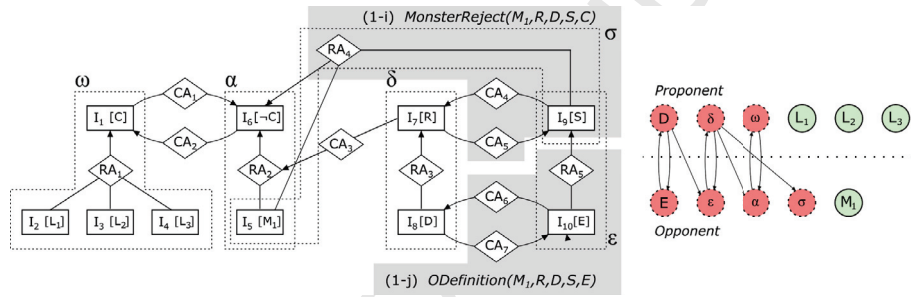 (1-i) MonsterReject(M₁,R,D,S,C)
σ
RA₄
ω
α
δ
CA₁
CA₄
I₁ [C]
I₆[¬C]
I₇[R]
I₉[S]
CA₂
CA₃
CA₅
RA₁
RA₂
RA₃
RA₅
CA₆
I₂ [L₁]
I₃ [L₂]
I₄ [L₃]
I₅ [M₁]
I₈[D]
I₁₀[E]
CA₇
ε
(1-j) ODefinition(M₁,R,D,S,E)
Proponent
D
δ
ω
L₁
L₂
L₃
E
ε
α
σ
M₁
Opponent